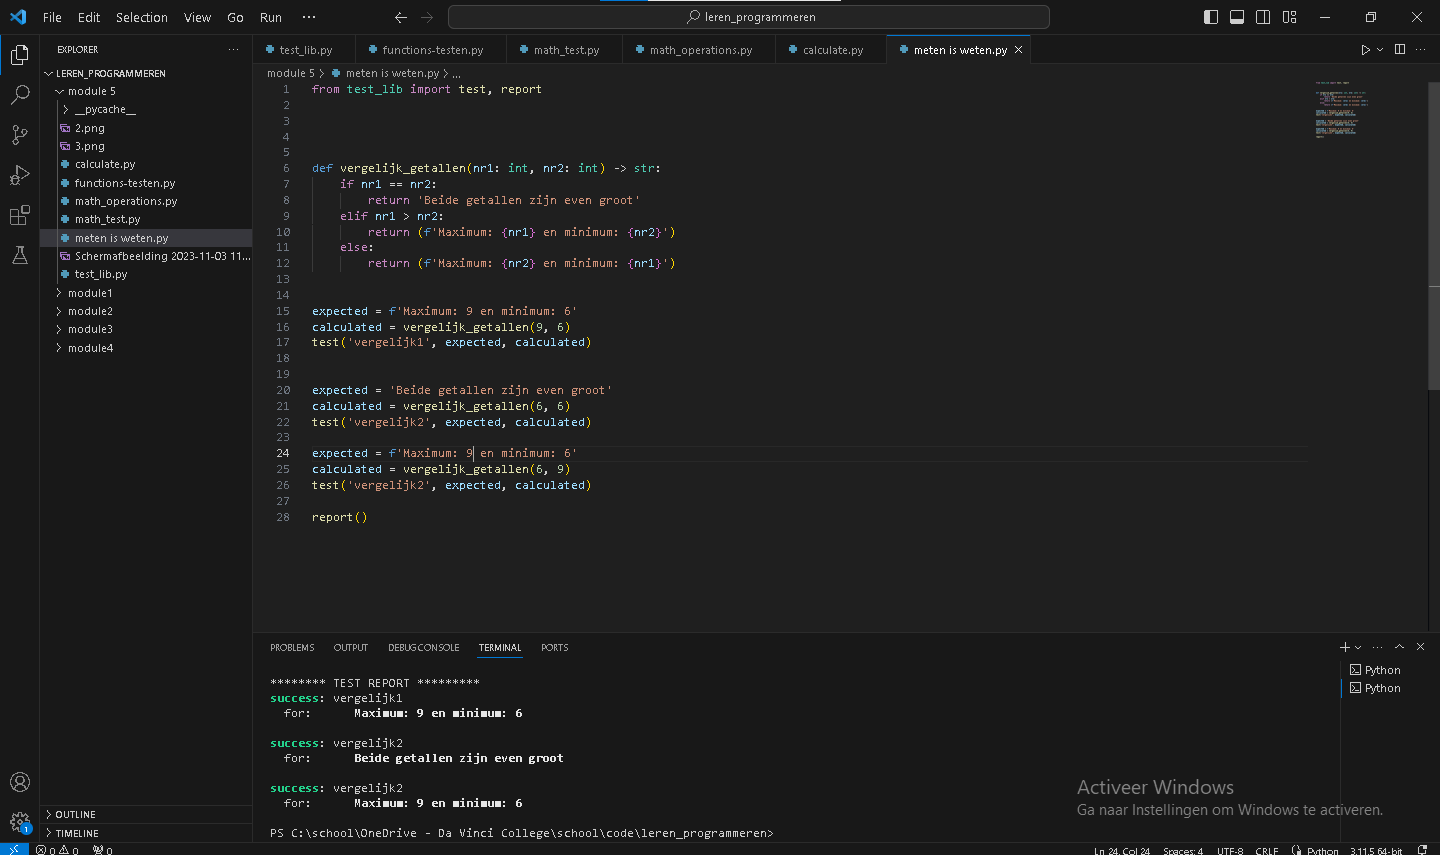 File Edit Selection View Go Run ··· leren_programmeren
EXPLORER ···
LEREN_PROGRAMMEREN
module 5
__pycache__
2.png
3.png
calculate.py
functions-testen.py
math_operations.py
math_test.py
meten is weten.py
Schermafbeelding 2023-11-03 11...
test_lib.py
module1
module2
module3
module4
OUTLINE
TIMELINE
test_lib.py functions-testen.py math_test.py math_operations.py calculate.py meten is weten.py
module 5 > meten is weten.py > ...
1 from test_lib import test, report
2
3
4
5
6 def vergelijk_getallen(nr1: int, nr2: int) -> str:
7     if nr1 == nr2:
8         return 'Beide getallen zijn even groot'
9     elif nr1 > nr2:
10         return (f'Maximum: {nr1} en minimum: {nr2}')
11     else:
12         return (f'Maximum: {nr2} en minimum: {nr1}')
13
14
15 expected = f'Maximum: 9 en minimum: 6'
16 calculated = vergelijk_getallen(9, 6)
17 test('vergelijk1', expected, calculated)
18
19
20 expected = 'Beide getallen zijn even groot'
21 calculated = vergelijk_getallen(6, 6)
22 test('vergelijk2', expected, calculated)
23
24 expected = f'Maximum: 9 en minimum: 6'
25 calculated = vergelijk_getallen(6, 9)
26 test('vergelijk2', expected, calculated)
27
28 report()
PROBLEMS OUTPUT DEBUG CONSOLE TERMINAL PORTS
******** TEST REPORT *********
success: vergelijk1
  for:      Maximum: 9 en minimum: 6
success: vergelijk2
  for:      Beide getallen zijn even groot
success: vergelijk2
  for:      Maximum: 9 en minimum: 6
PS C:\school\OneDrive - Da Vinci College\school\code\leren_programmeren>
Python
Python
Activeer Windows
Ga naar Instellingen om Windows te activeren.
1
0 0 0 Ln 24, Col 24 Spaces: 4 UTF-8 CRLF Python 3.11.5 64-bit